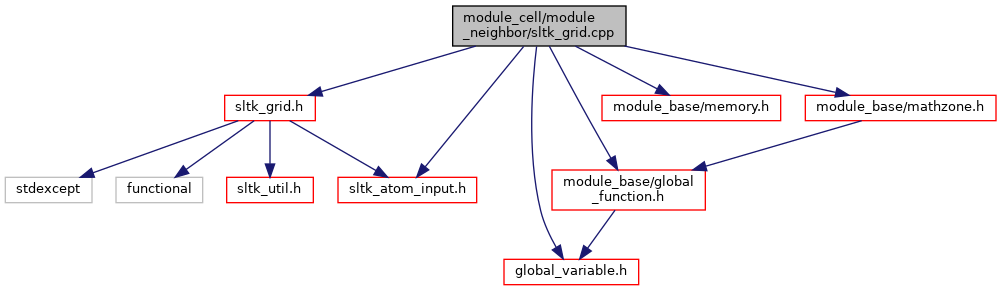 module_cell/module
_neighbor/sltk_grid.cpp
sltk_grid.h
module_base/memory.h
module_base/mathzone.h
stdexcept
functional
sltk_util.h
sltk_atom_input.h
module_base/global
_function.h
global_variable.h